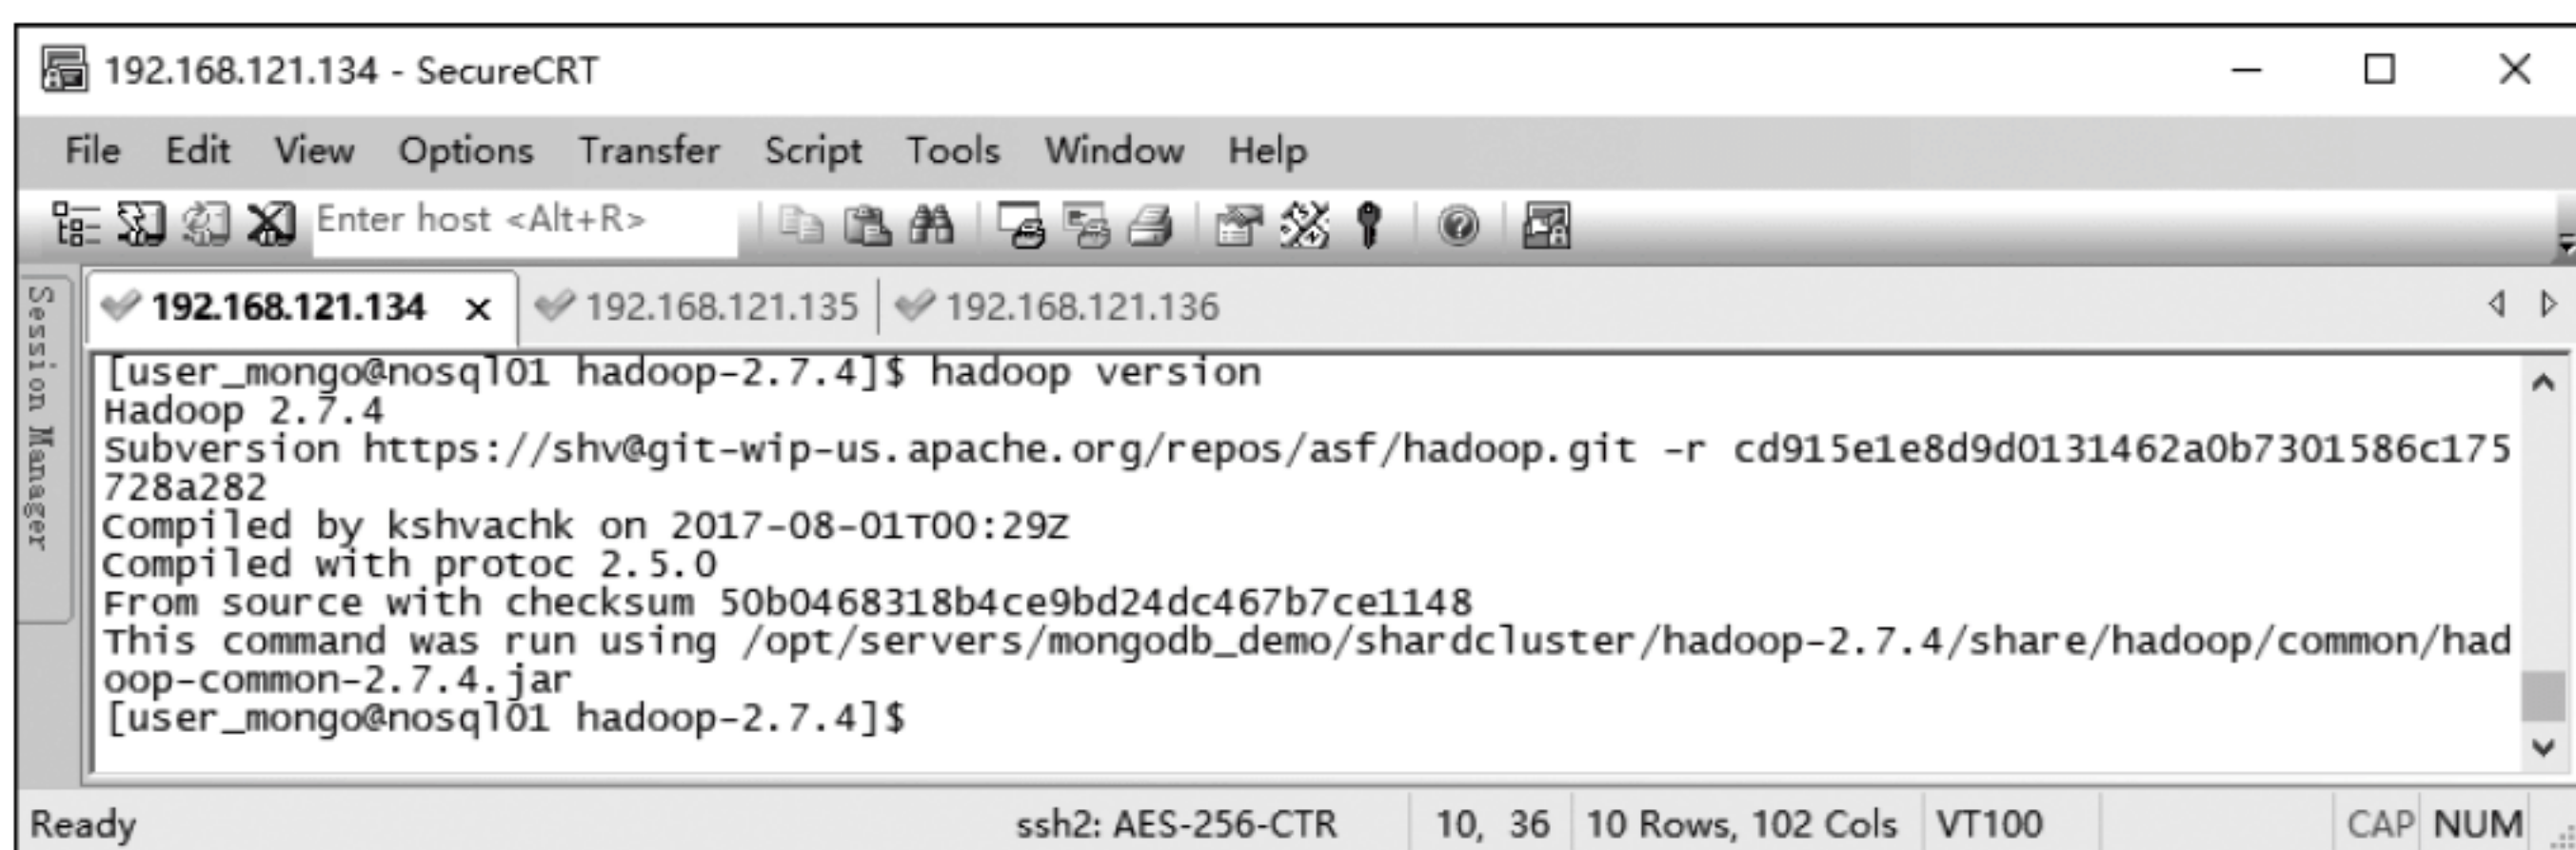 192.168.121.134 - SecureCRT
File Edit View Options Transfer Script Tools Window Help
Enter host <Alt+R>
Session Manager
192.168.121.134 x 192.168.121.135 192.168.121.136
[user_mongo@nosql01 hadoop-2.7.4]$ hadoop version
Hadoop 2.7.4
Subversion https://shv@git-wip-us.apache.org/repos/asf/hadoop.git -r cd915e1e8d9d0131462a0b7301586c175
728a282
Compiled by kshvachk on 2017-08-01T00:29Z
Compiled with protoc 2.5.0
From source with checksum 50b0468318b4ce9bd24dc467b7ce1148
This command was run using /opt/servers/mongodb_demo/shardcluster/hadoop-2.7.4/share/hadoop/common/had
oop-common-2.7.4.jar
[user_mongo@nosql01 hadoop-2.7.4]$
Ready ssh2: AES-256-CTR 10, 36 10 Rows, 102 Cols VT100 CAP NUM